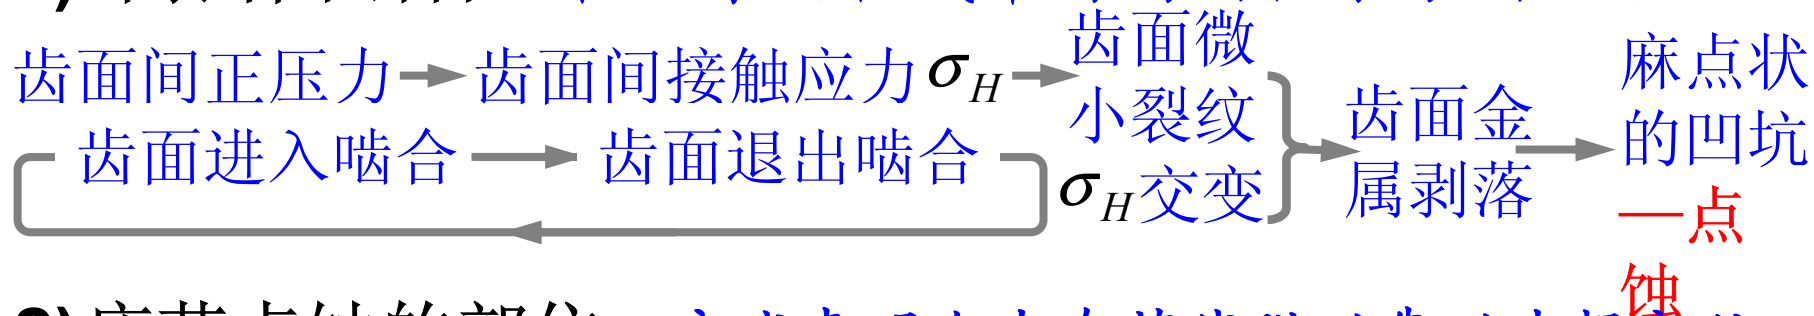 齿面间正压力 齿面间接触应力 σH 齿面微
小裂纹
齿面进入啮合 齿面退出啮合
σH交变
齿面金
属剥落
麻点状
的凹坑
—点
蚀